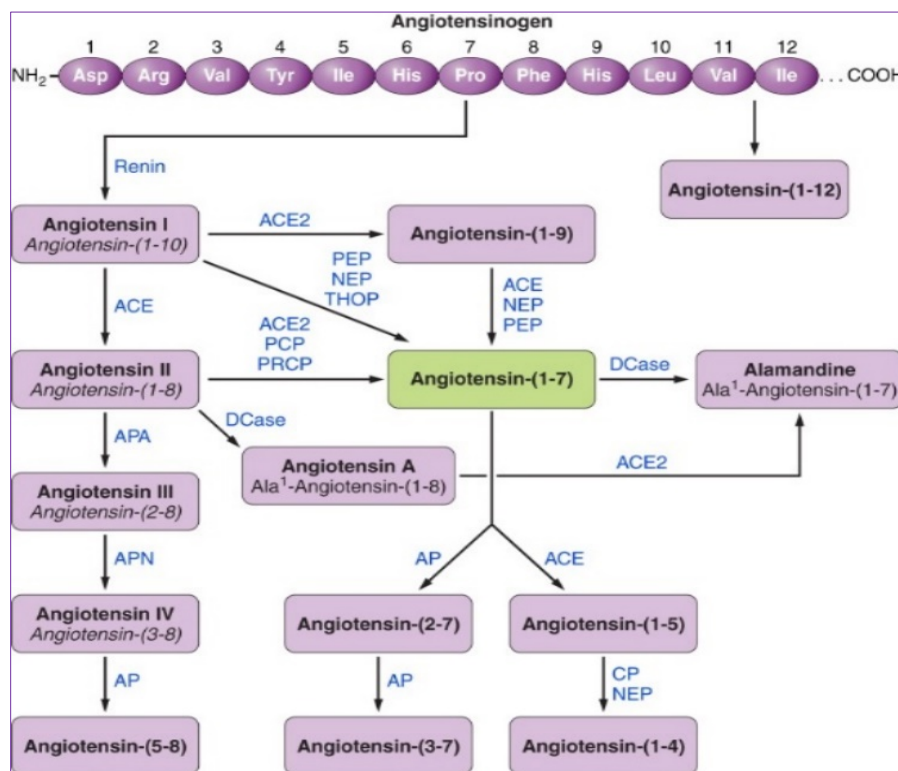 Angiotensinogen
1 2 3 4 5 6 7 8 9 10 11 12
NH2– Asp Arg Val Tyr Ile His Pro Phe His Leu Val Ile ... COOH
Renin
Angiotensin-(1-12)
Angiotensin I
Angiotensin-(1-10)
ACE2
Angiotensin-(1-9)
PEP
NEP
THOP
ACE
NEP
PEP
ACE
ACE2
PCP
PRCP
Angiotensin II
Angiotensin-(1-8)
Angiotensin-(1-7)
DCase
Alamandine
Ala1-Angiotensin-(1-7)
DCase
APA
Angiotensin A
Ala1-Angiotensin-(1-8)
ACE2
Angiotensin III
Angiotensin-(2-8)
APN
AP
ACE
Angiotensin IV
Angiotensin-(3-8)
Angiotensin-(2-7)
Angiotensin-(1-5)
AP
AP
CP
NEP
Angiotensin-(5-8)
Angiotensin-(3-7)
Angiotensin-(1-4)